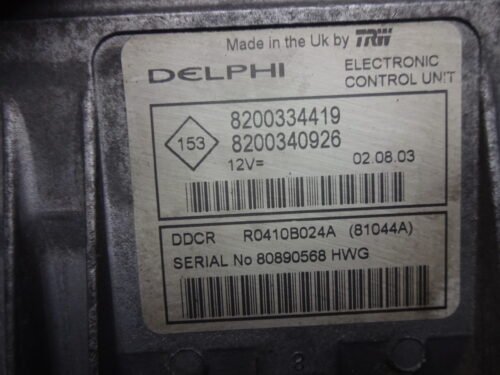 Made in the Uk by TRW
DELPHI
ELECTRONIC
CONTROL UNIT
153
8200334419
8200340926
12V=
02.08.03
DDCR R0410B024A (81044A)
SERIAL No 80890568 HWG
a